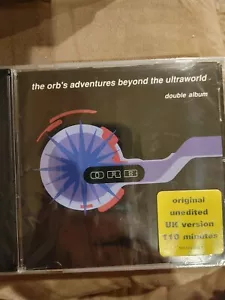 the orb's adventures beyond the ultraworld
double album
ORB
original
unedited
UK version
110 minutes